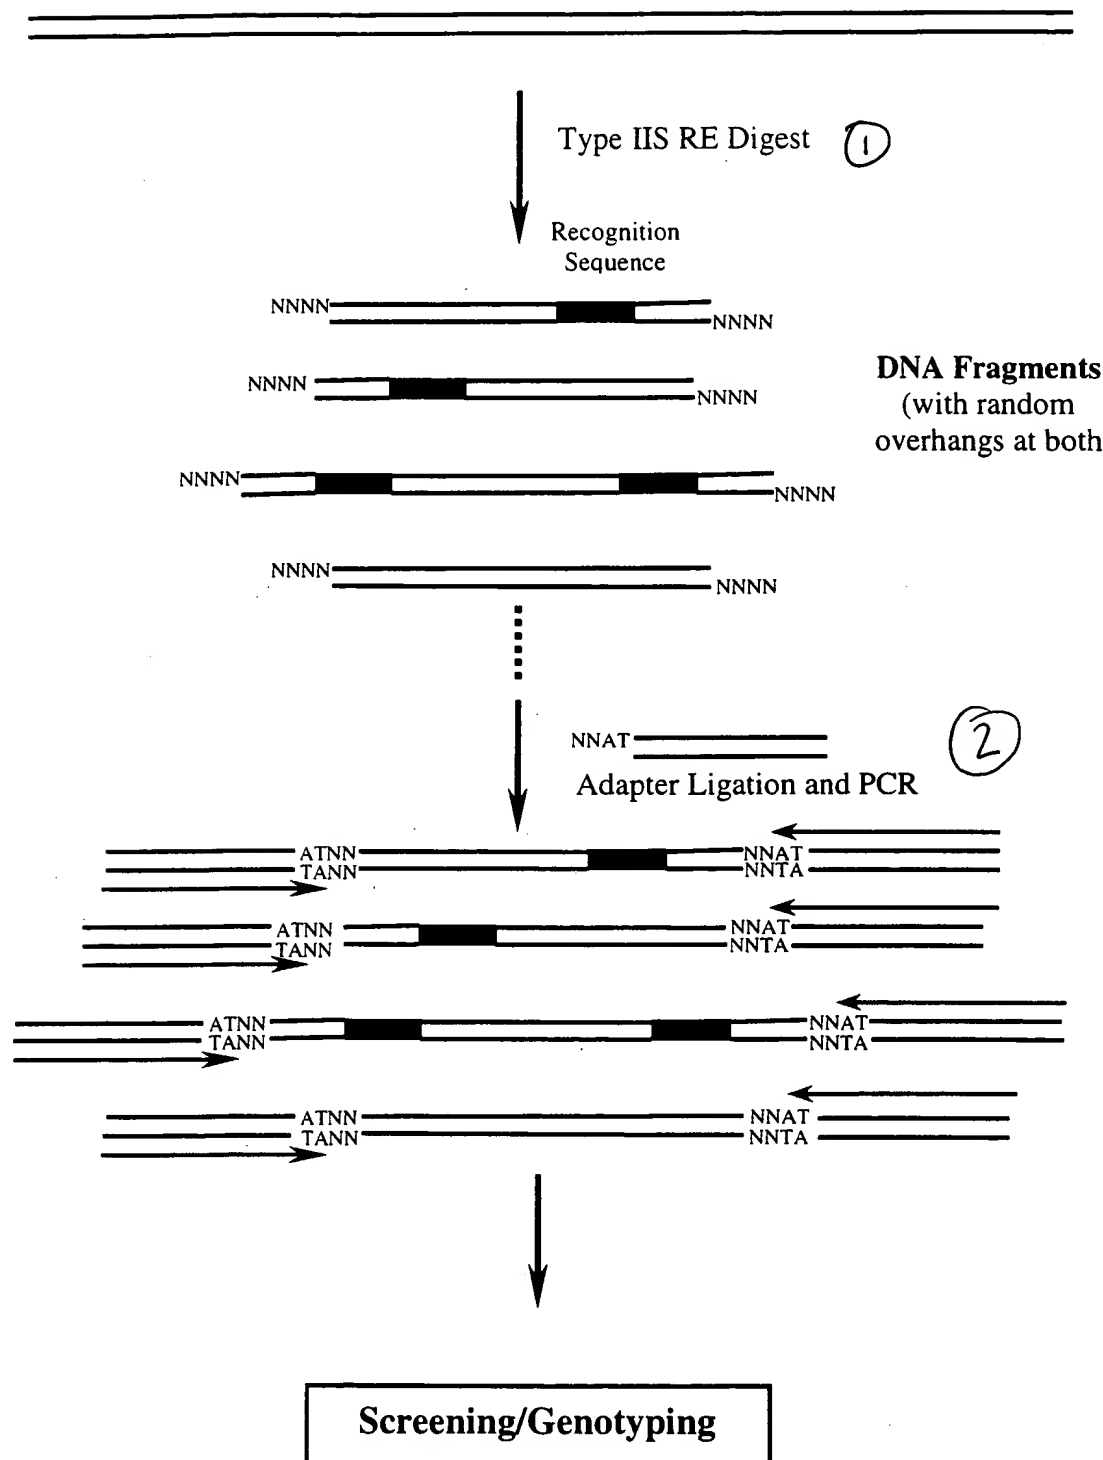 Type IIS RE Digest 1
Recognition
Sequence
NNNN
NNNN
NNNN
NNNN
DNA Fragments
(with random
overhangs at both
NNNN
NNNN
NNNN
NNNN
NNAT
2
Adapter Ligation and PCR
ATNN NNAT
TANN NNTA
ATNN NNAT
TANN NNTA
ATNN NNAT
TANN NNTA
ATNN NNAT
TANN NNTA
Screening/Genotyping